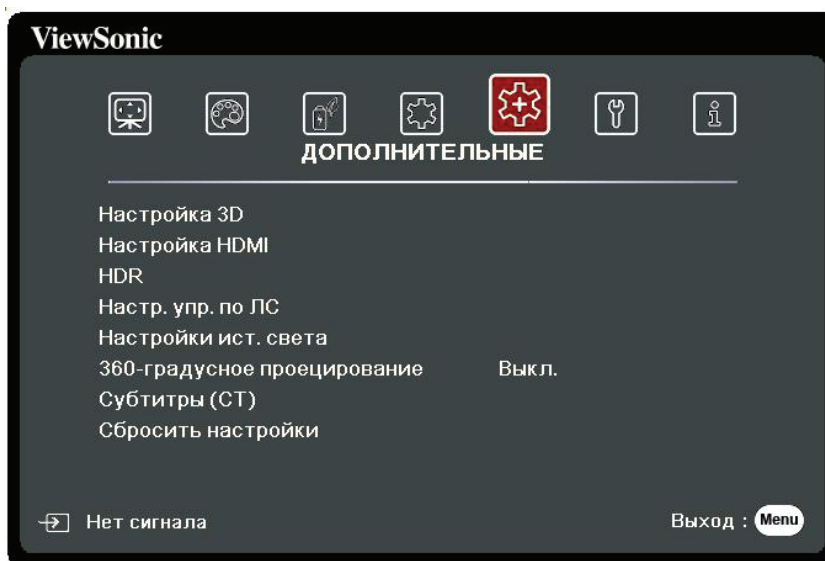 ViewSonic
ДОПОЛНИТЕЛЬНЫЕ
Настройка 3D
Настройка HDMI
HDR
Настр. упр. по ЛС
Настройки ист. света
360-градусное проецирование Выкл.
Субтитры (CT)
Сбросить настройки
Нет сигнала Выход : Menu